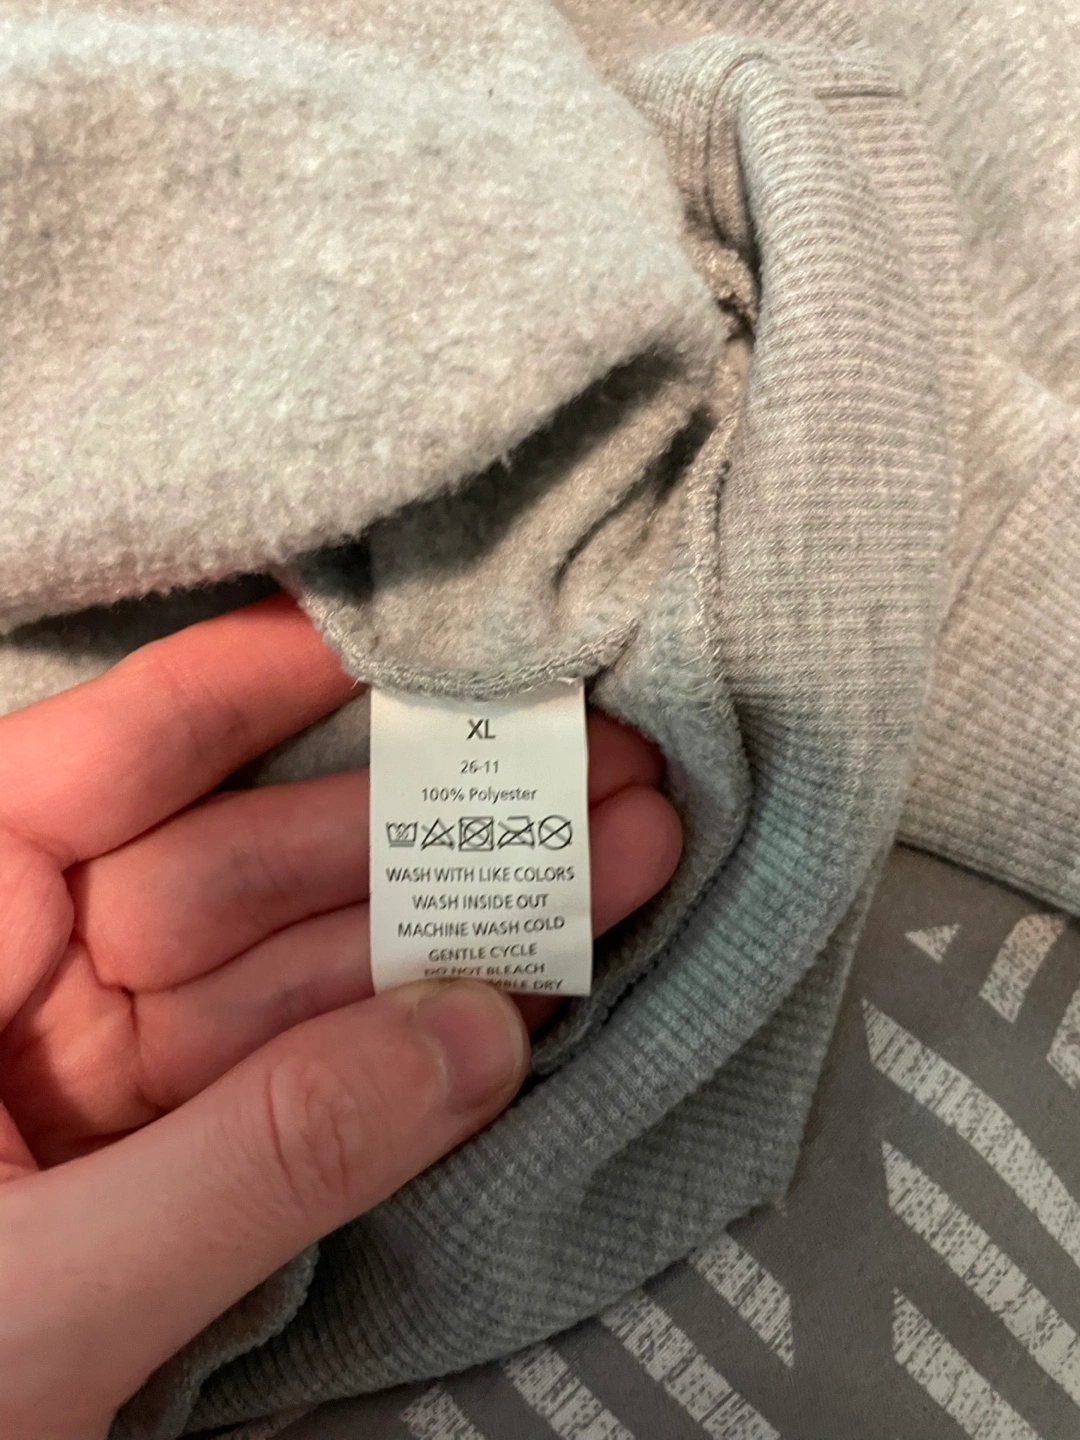 XL
26-11
100% Polyester
WASH WITH LIKE COLORS
WASH INSIDE OUT
MACHINE WASH COLD
GENTLE CYCLE
DO NOT BLEACH
DRY